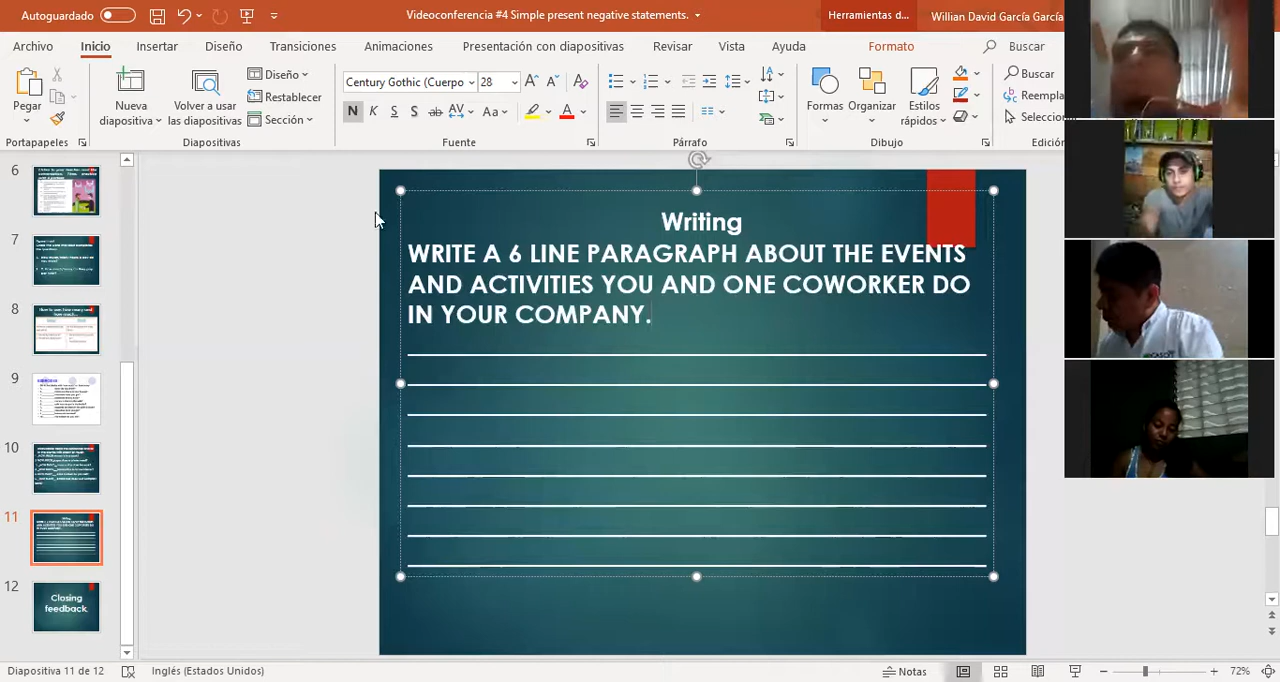 Autoguardado
Videoconferencia #4 Simple present negative statements.
Herramientas d...
Willian David García García
Archivo Inicio Insertar Diseño Transiciones Animaciones Presentación con diapositivas Revisar Vista Ayuda Formato Buscar
Pegar
Nueva diapositiva
Volver a usar las diapositivas
Diseño
Restablecer
Sección
Century Gothic (Cuerpo 28
N K S S ab AV Aa A
Formas
Organizar
Estilos rápidos
Buscar
Reempla
Seleccio
Portapapeles Diapositivas Fuente Párrafo Dibujo Edición
6
7
8
9
10
11
12
Closing
feedback.
Writing
WRITE A 6 LINE PARAGRAPH ABOUT THE EVENTS
AND ACTIVITIES YOU AND ONE COWORKER DO
IN YOUR COMPANY.
Diapositiva 11 de 12 Inglés (Estados Unidos) Notas 72%